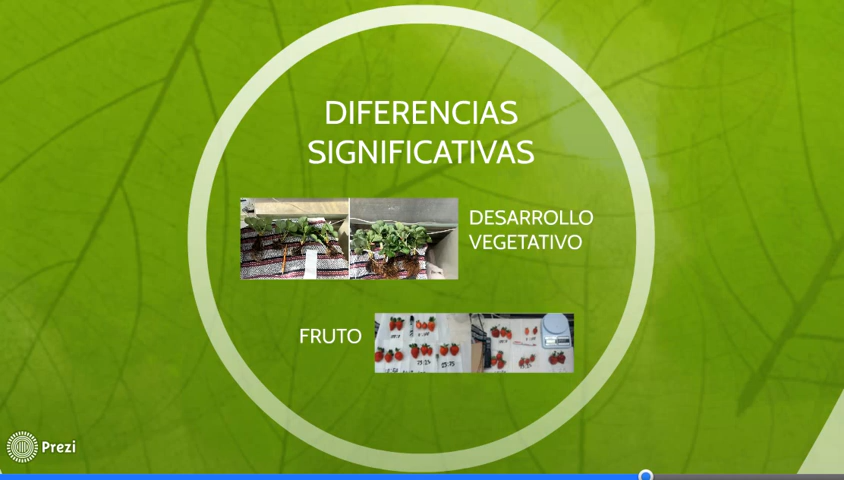 DIFERENCIAS
SIGNIFICATIVAS
DESARROLLO
VEGETATIVO
FRUTO
Prezi